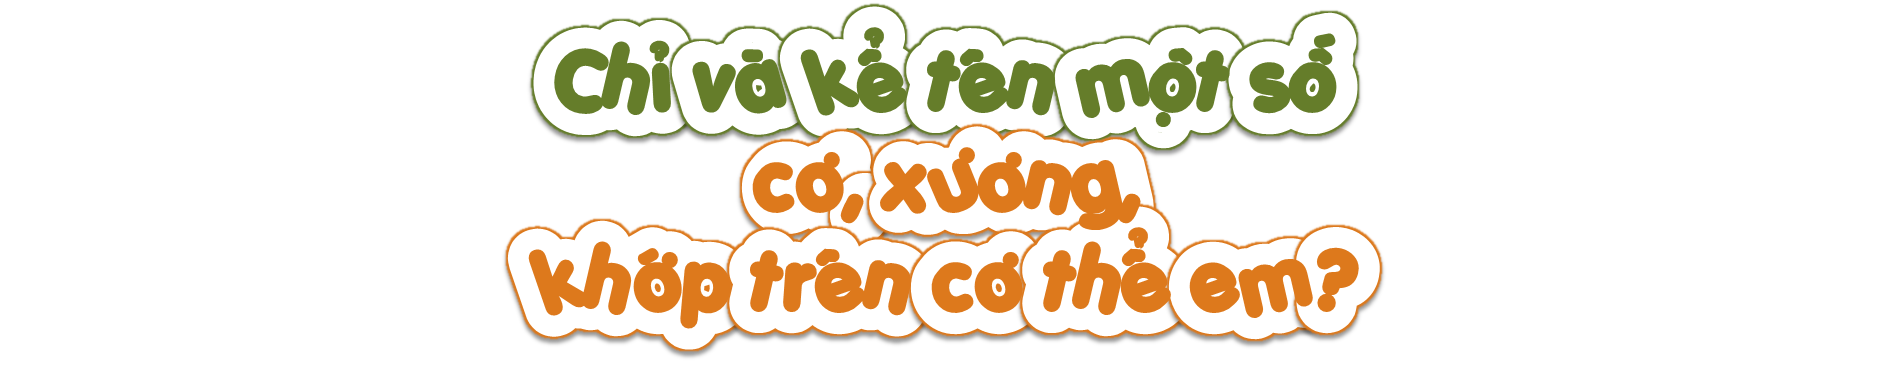 Chỉ và kể tên một số
cơ, xương,
khớp trên cơ thể em?